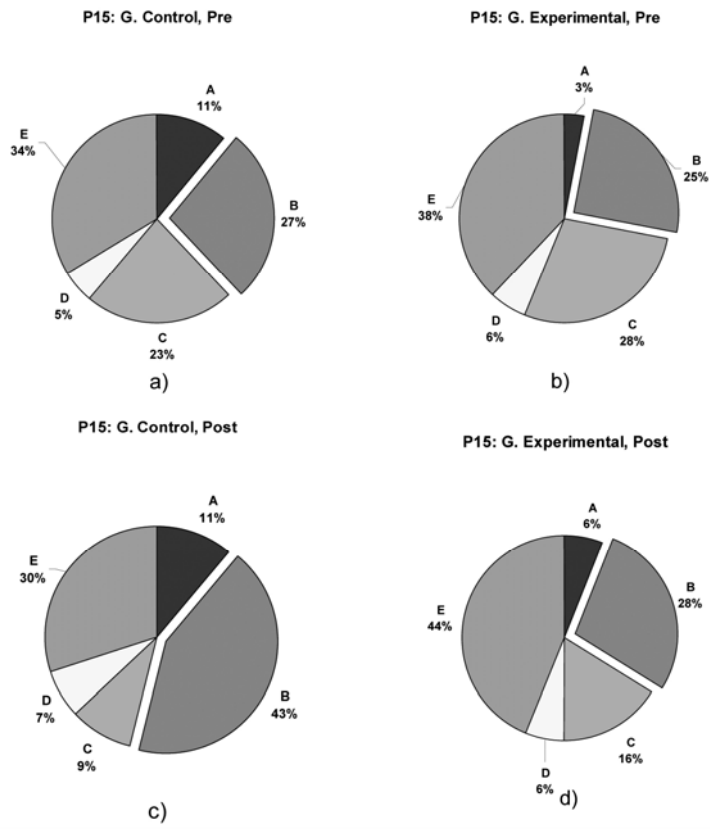 P15: G. Control, Pre
A
11%
B
27%
C
23%
D
5%
E
34%
a)
P15: G. Experimental, Pre
A
3%
B
25%
C
28%
D
6%
E
38%
b)
P15: G. Control, Post
A
11%
B
43%
C
9%
D
7%
E
30%
c)
P15: G. Experimental, Post
A
6%
B
28%
C
16%
D
6%
E
44%
d)